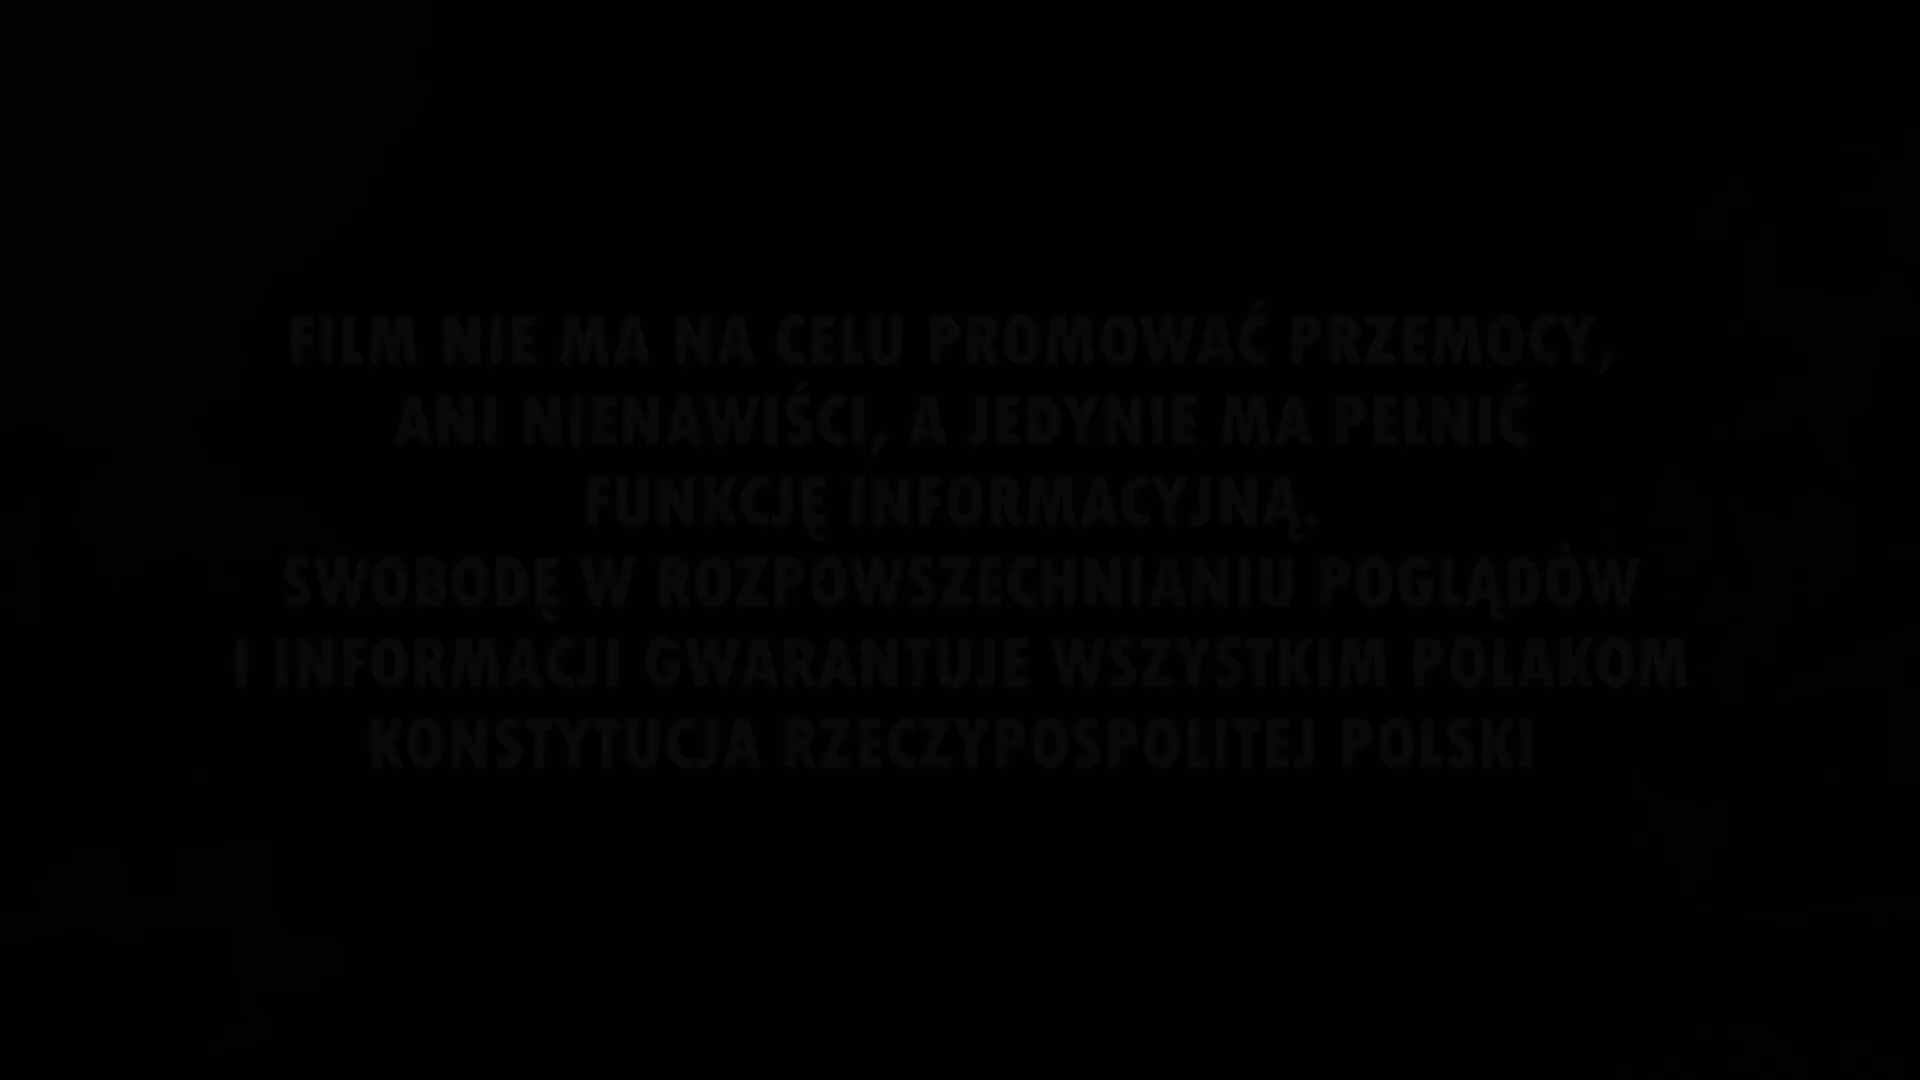 FILM NIE MA NA CELU PROMOWAĆ PRZEMOCY,
ANI NIENAWIŚCI, A JEDYNIE MA PEŁNIĆ
FUNKCJĘ INFORMACYJNĄ.
SWOBODĘ W ROZPOWSZECHNIANIU POGLĄDÓW
I INFORMACJI GWARANTUJE WSZYSTKIM POLAKOM
KONSTYTUCJA RZECZYPOSPOLITEJ POLSKI